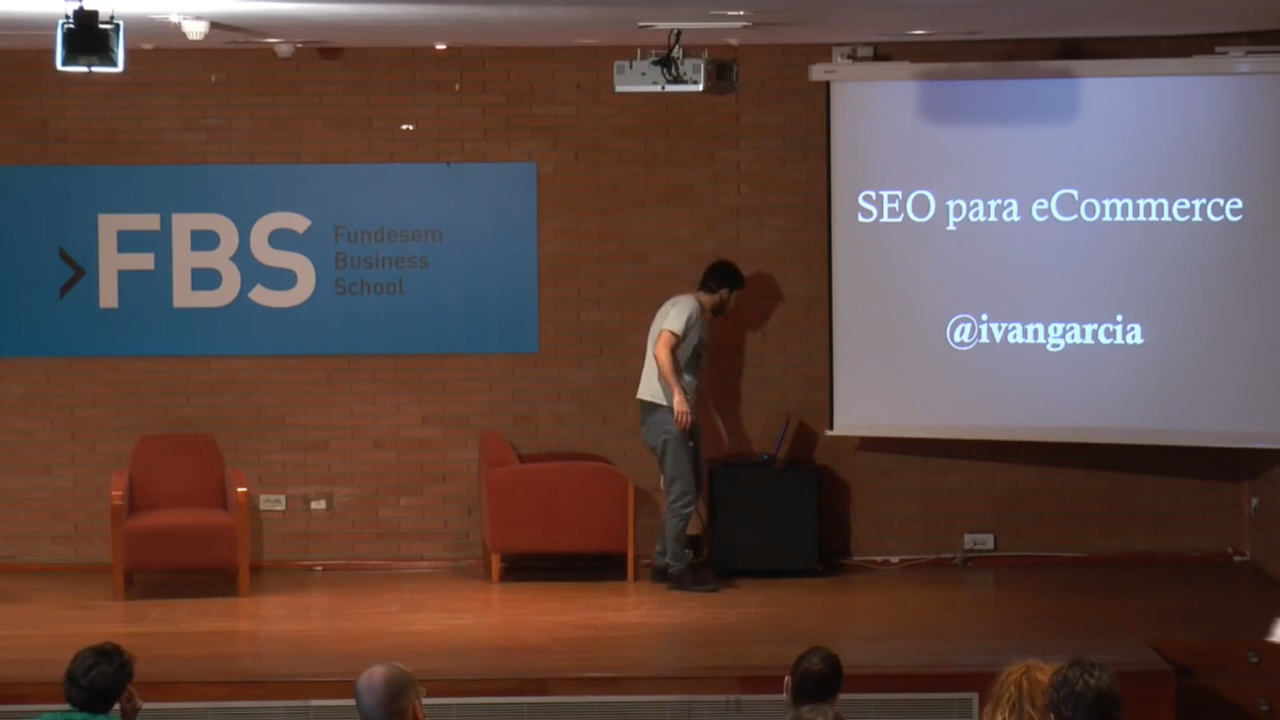 FBS
Fundesem
Business
School
SEO para eCommerce
@ivangarcia